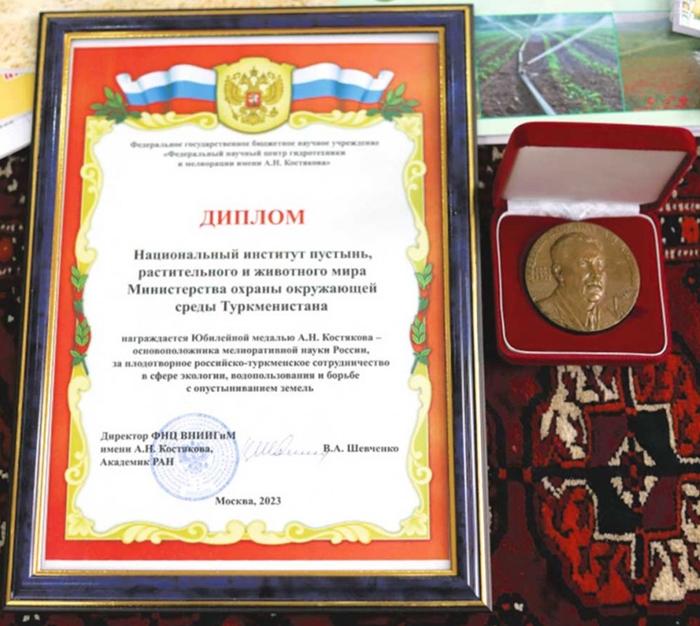 Федеральное государственное бюджетное научное учреждение
«Федеральный научный центр гидротехники
и мелиорации имени А.Н. Костякова»
ДИПЛОМ
Национальный институт пустынь,
растительного и животного мира
Министерства охраны окружающей
среды Туркменистана
награждается Юбилейной медалью А.Н. Костякова –
основоположника мелиоративной науки России,
за плодотворное российско-туркменское сотрудничество
в сфере экологии, водопользования и борьбе
с опустыниванием земель
Директор ФНЦ ВНИИГиМ
имени А.Н. Костякова,
Академик РАН
В.А. Шевченко
Москва, 2023